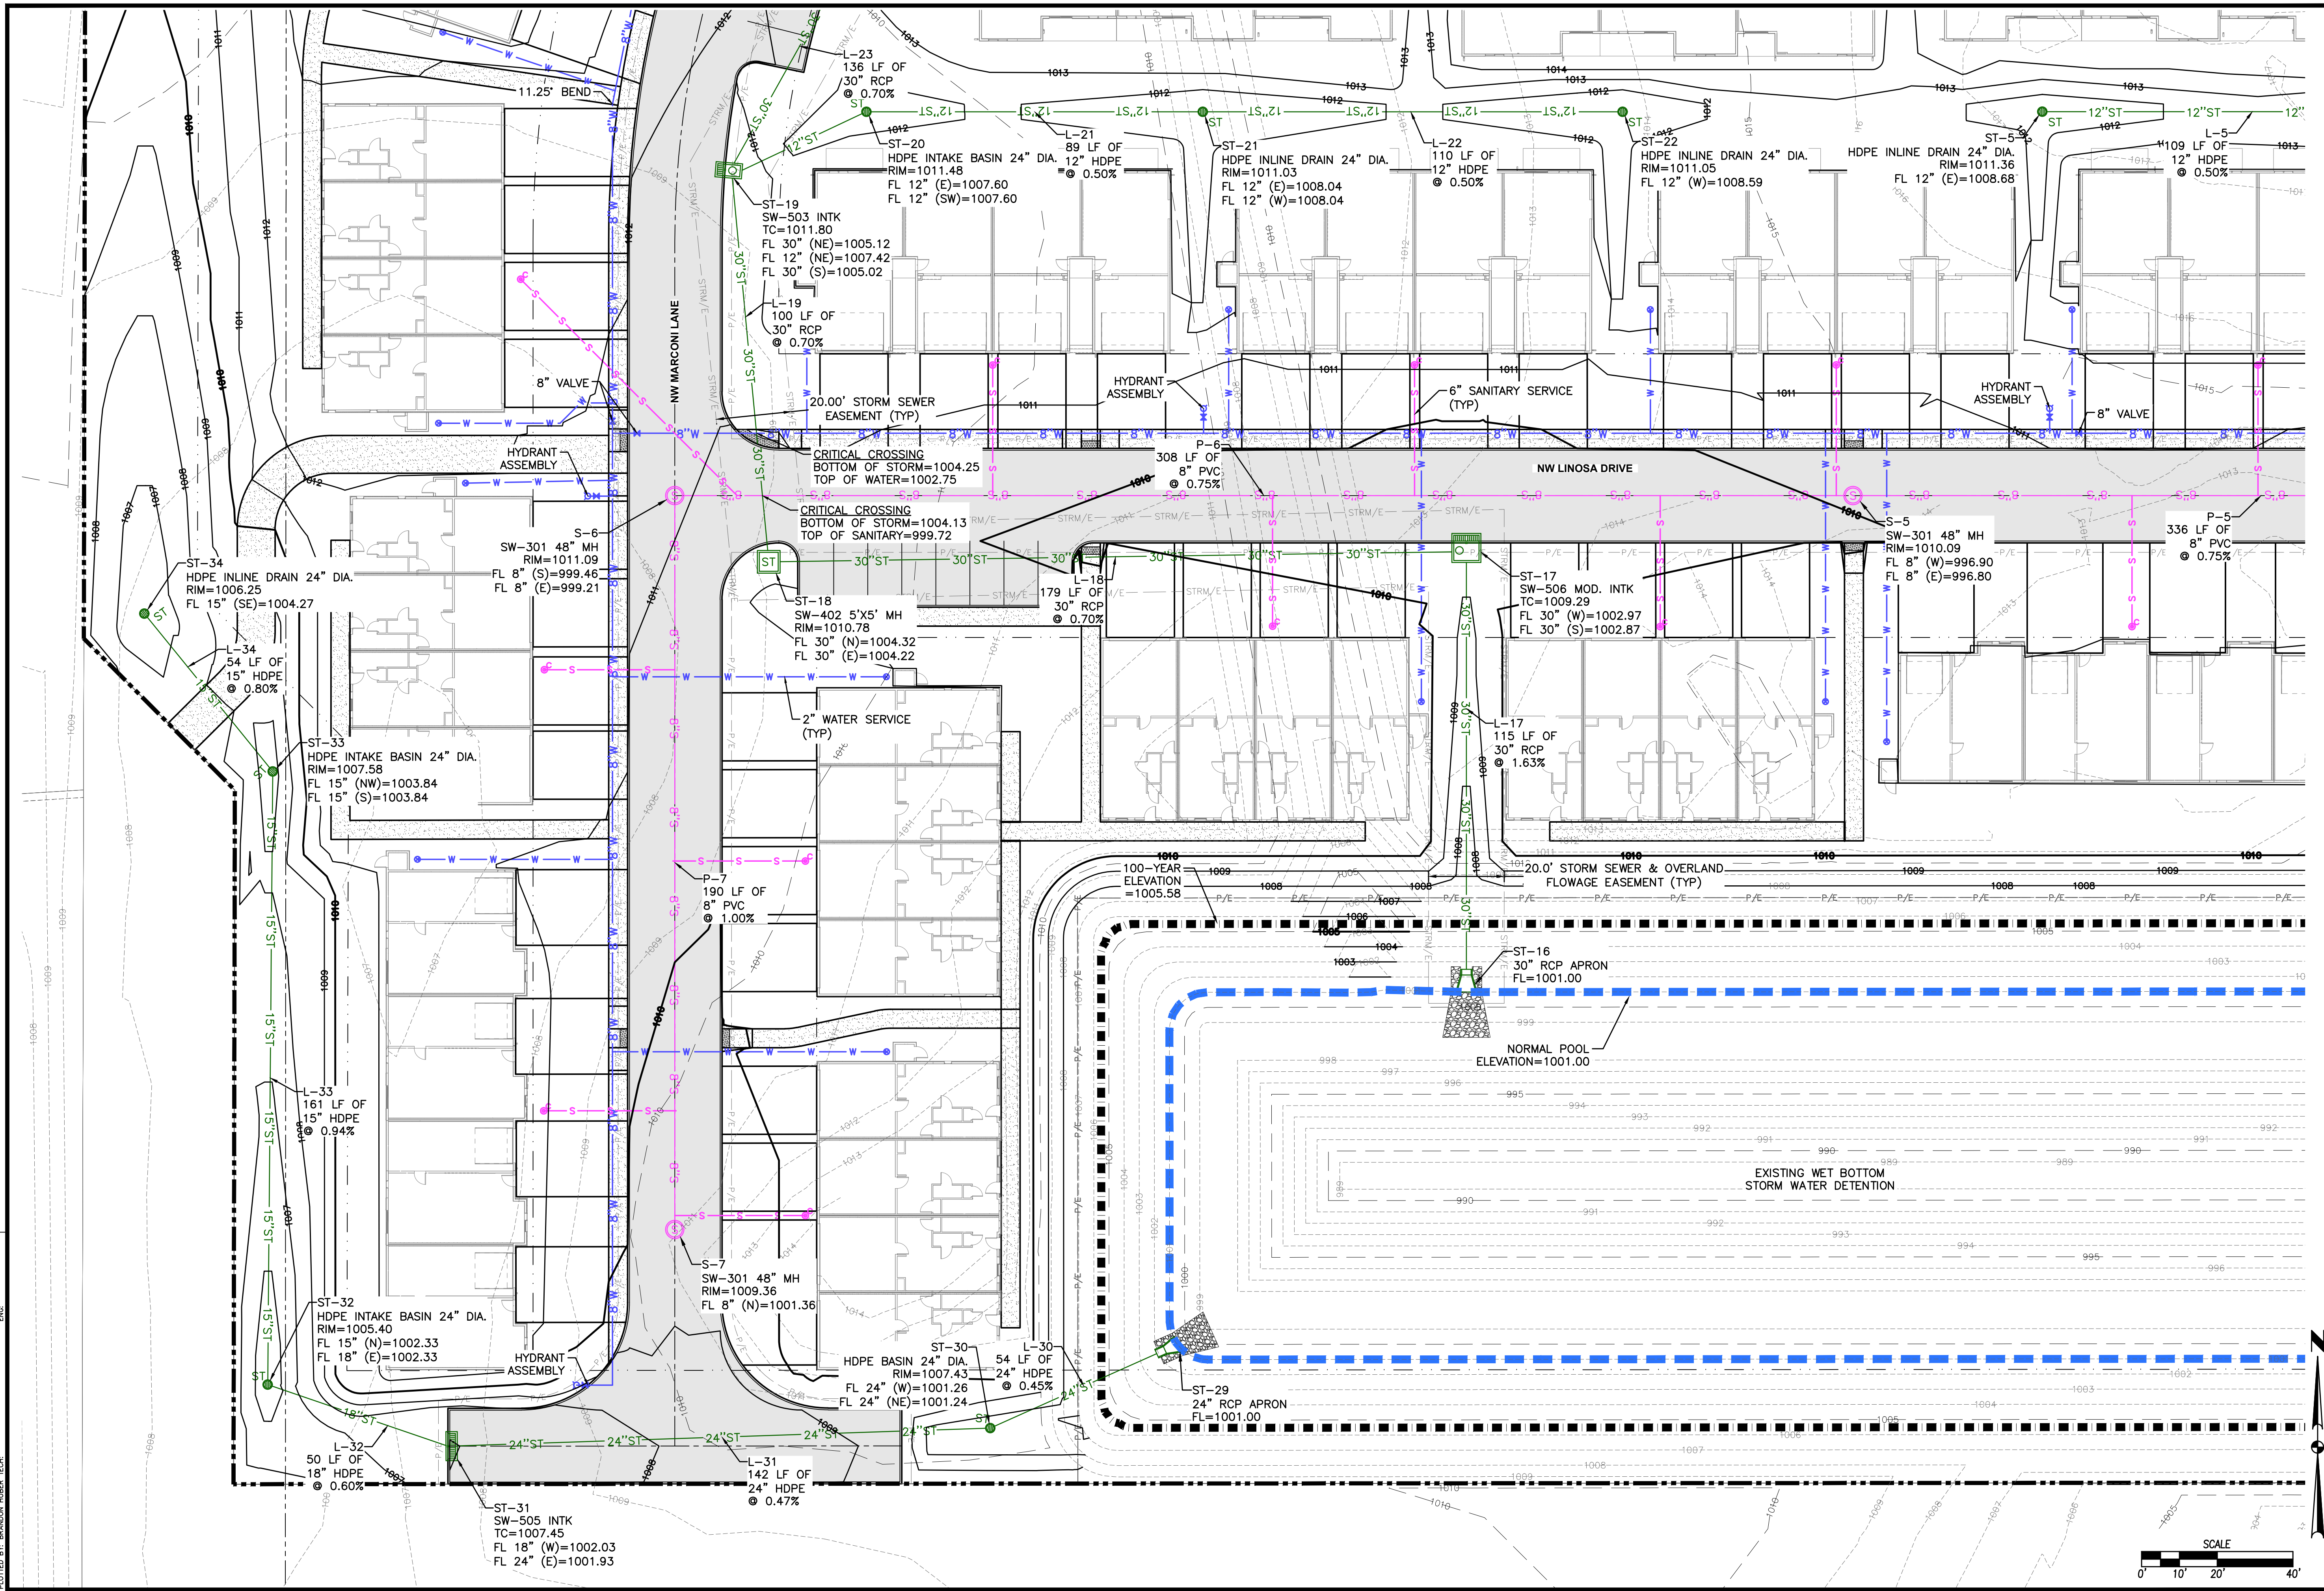 L-23
136 LF OF
30" RCP
@ 0.70%
11.25° BEND
ST-20
HDPE INTAKE BASIN 24" DIA.
RIM=1011.48
FL 12" (E)=1007.60
FL 12" (SW)=1007.60
L-21
89 LF OF
12" HDPE
@ 0.50%
ST-21
HDPE INLINE DRAIN 24" DIA.
RIM=1011.03
FL 12" (E)=1008.04
FL 12" (W)=1008.04
L-22
110 LF OF
12" HDPE
@ 0.50%
ST-22
HDPE INLINE DRAIN 24" DIA.
RIM=1011.05
FL 12" (W)=1008.59
ST-5
HDPE INLINE DRAIN 24" DIA.
RIM=1011.36
FL 12" (E)=1008.68
L-5
109 LF OF
12" HDPE
@ 0.50%
ST-19
SW-503 INTK
TC=1011.80
FL 30" (NE)=1005.12
FL 12" (NE)=1007.42
FL 30" (S)=1005.02
L-19
100 LF OF
30" RCP
@ 0.70%
NW MARCONI LANE
8" VALVE
20.00' STORM SEWER
EASEMENT (TYP)
HYDRANT
ASSEMBLY
6" SANITARY SERVICE
(TYP)
HYDRANT
ASSEMBLY
8" VALVE
HYDRANT
ASSEMBLY
CRITICAL CROSSING
BOTTOM OF STORM=1004.25
TOP OF WATER=1002.75
P-6
308 LF OF
8" PVC
@ 0.75%
NW LINOSA DRIVE
CRITICAL CROSSING
BOTTOM OF STORM=1004.13
TOP OF SANITARY=999.72
S-6
SW-301 48" MH
RIM=1011.09
FL 8" (S)=999.46
FL 8" (E)=999.21
S-5
SW-301 48" MH
RIM=1010.09
FL 8" (W)=996.90
FL 8" (E)=996.80
P-5
336 LF OF
8" PVC
@ 0.75%
ST-34
HDPE INLINE DRAIN 24" DIA.
RIM=1006.25
FL 15" (SE)=1004.27
L-18
179 LF OF
30" RCP
@ 0.70%
ST-17
SW-506 MOD. INTK
TC=1009.29
FL 30" (W)=1002.97
FL 30" (S)=1002.87
ST-18
SW-402 5'X5' MH
RIM=1010.78
FL 30" (N)=1004.32
FL 30" (E)=1004.22
L-34
54 LF OF
15" HDPE
@ 0.80%
2" WATER SERVICE
(TYP)
L-17
115 LF OF
30" RCP
@ 1.63%
ST-33
HDPE INTAKE BASIN 24" DIA.
RIM=1007.58
FL 15" (NW)=1003.84
FL 15" (S)=1003.84
P-7
190 LF OF
8" PVC
@ 1.00%
100-YEAR
ELEVATION
=1005.58
20.0' STORM SEWER & OVERLAND
FLOWAGE EASEMENT (TYP)
ST-16
30" RCP APRON
FL=1001.00
NORMAL POOL
ELEVATION=1001.00
L-33
161 LF OF
15" HDPE
@ 0.94%
EXISTING WET BOTTOM
STORM WATER DETENTION
S-7
SW-301 48" MH
RIM=1009.36
FL 8" (N)=1001.36
ST-32
HDPE INTAKE BASIN 24" DIA.
RIM=1005.40
FL 15" (N)=1002.33
FL 18" (E)=1002.33
HYDRANT
ASSEMBLY
ST-30
HDPE BASIN 24" DIA.
RIM=1007.43
FL 24" (W)=1001.26
FL 24" (NE)=1001.24
L-30
54 LF OF
24" HDPE
@ 0.45%
ST-29
24" RCP APRON
FL=1001.00
L-32
50 LF OF
18" HDPE
@ 0.60%
L-31
142 LF OF
24" HDPE
@ 0.47%
ST-31
SW-505 INTK
TC=1007.45
FL 18" (W)=1002.03
FL 24" (E)=1001.93
SCALE
0' 10' 20' 40'